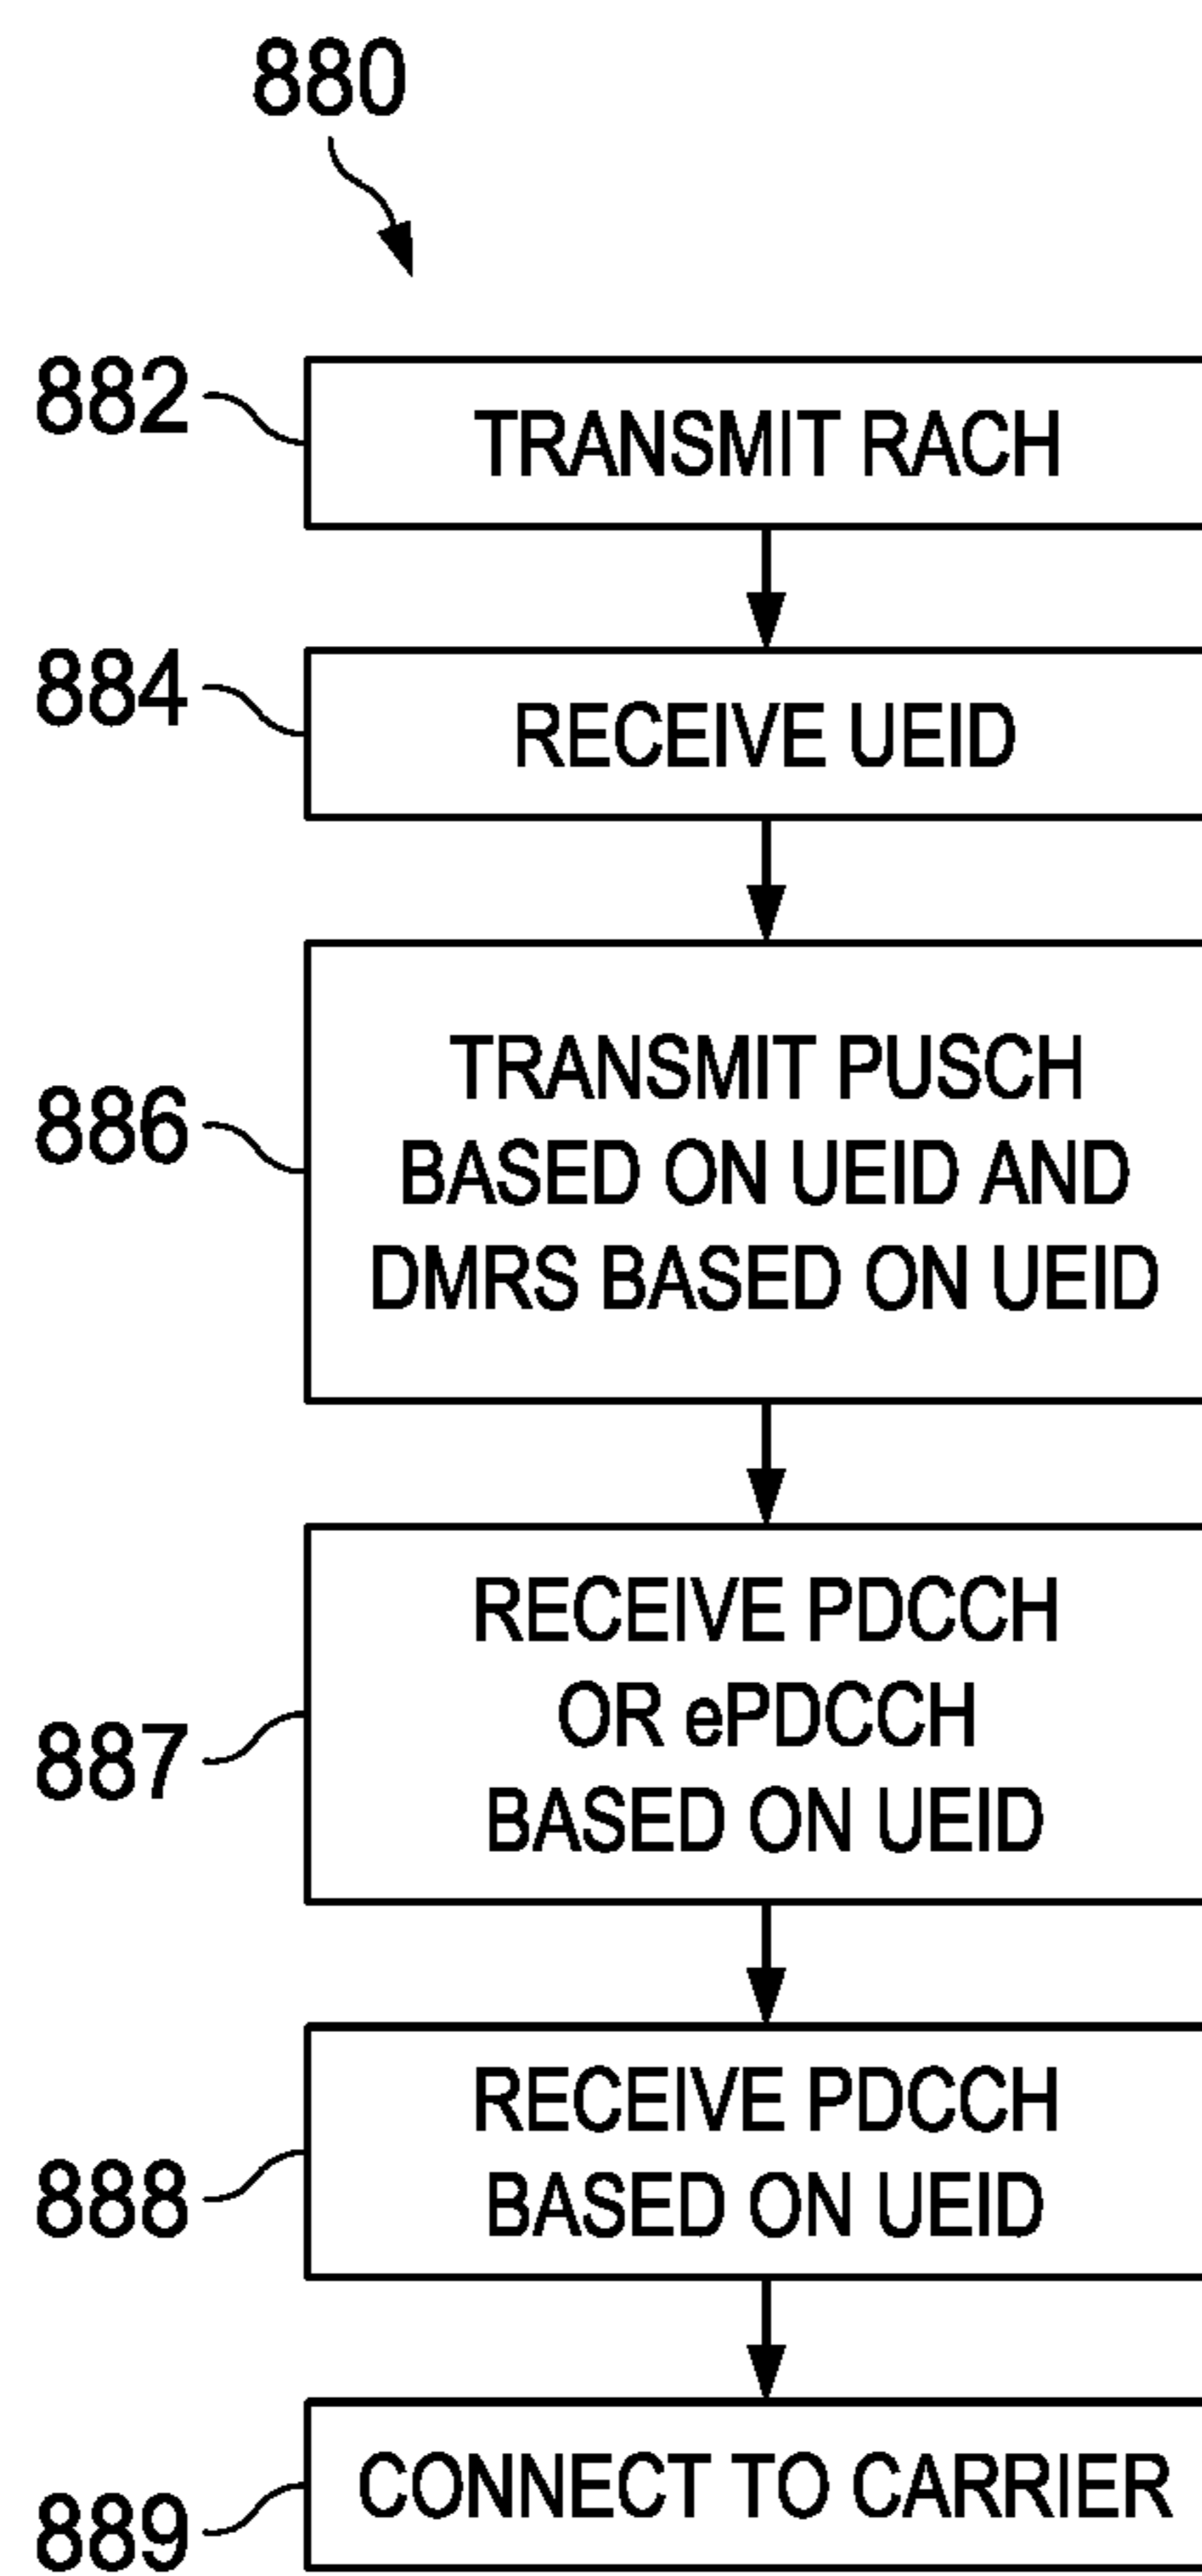 880
882
TRANSMIT RACH
884
RECEIVE UEID
886
TRANSMIT PUSCH
BASED ON UEID AND
DMRS BASED ON UEID
887
RECEIVE PDCCH
OR ePDCCH
BASED ON UEID
888
RECEIVE PDCCH
BASED ON UEID
889
CONNECT TO CARRIER